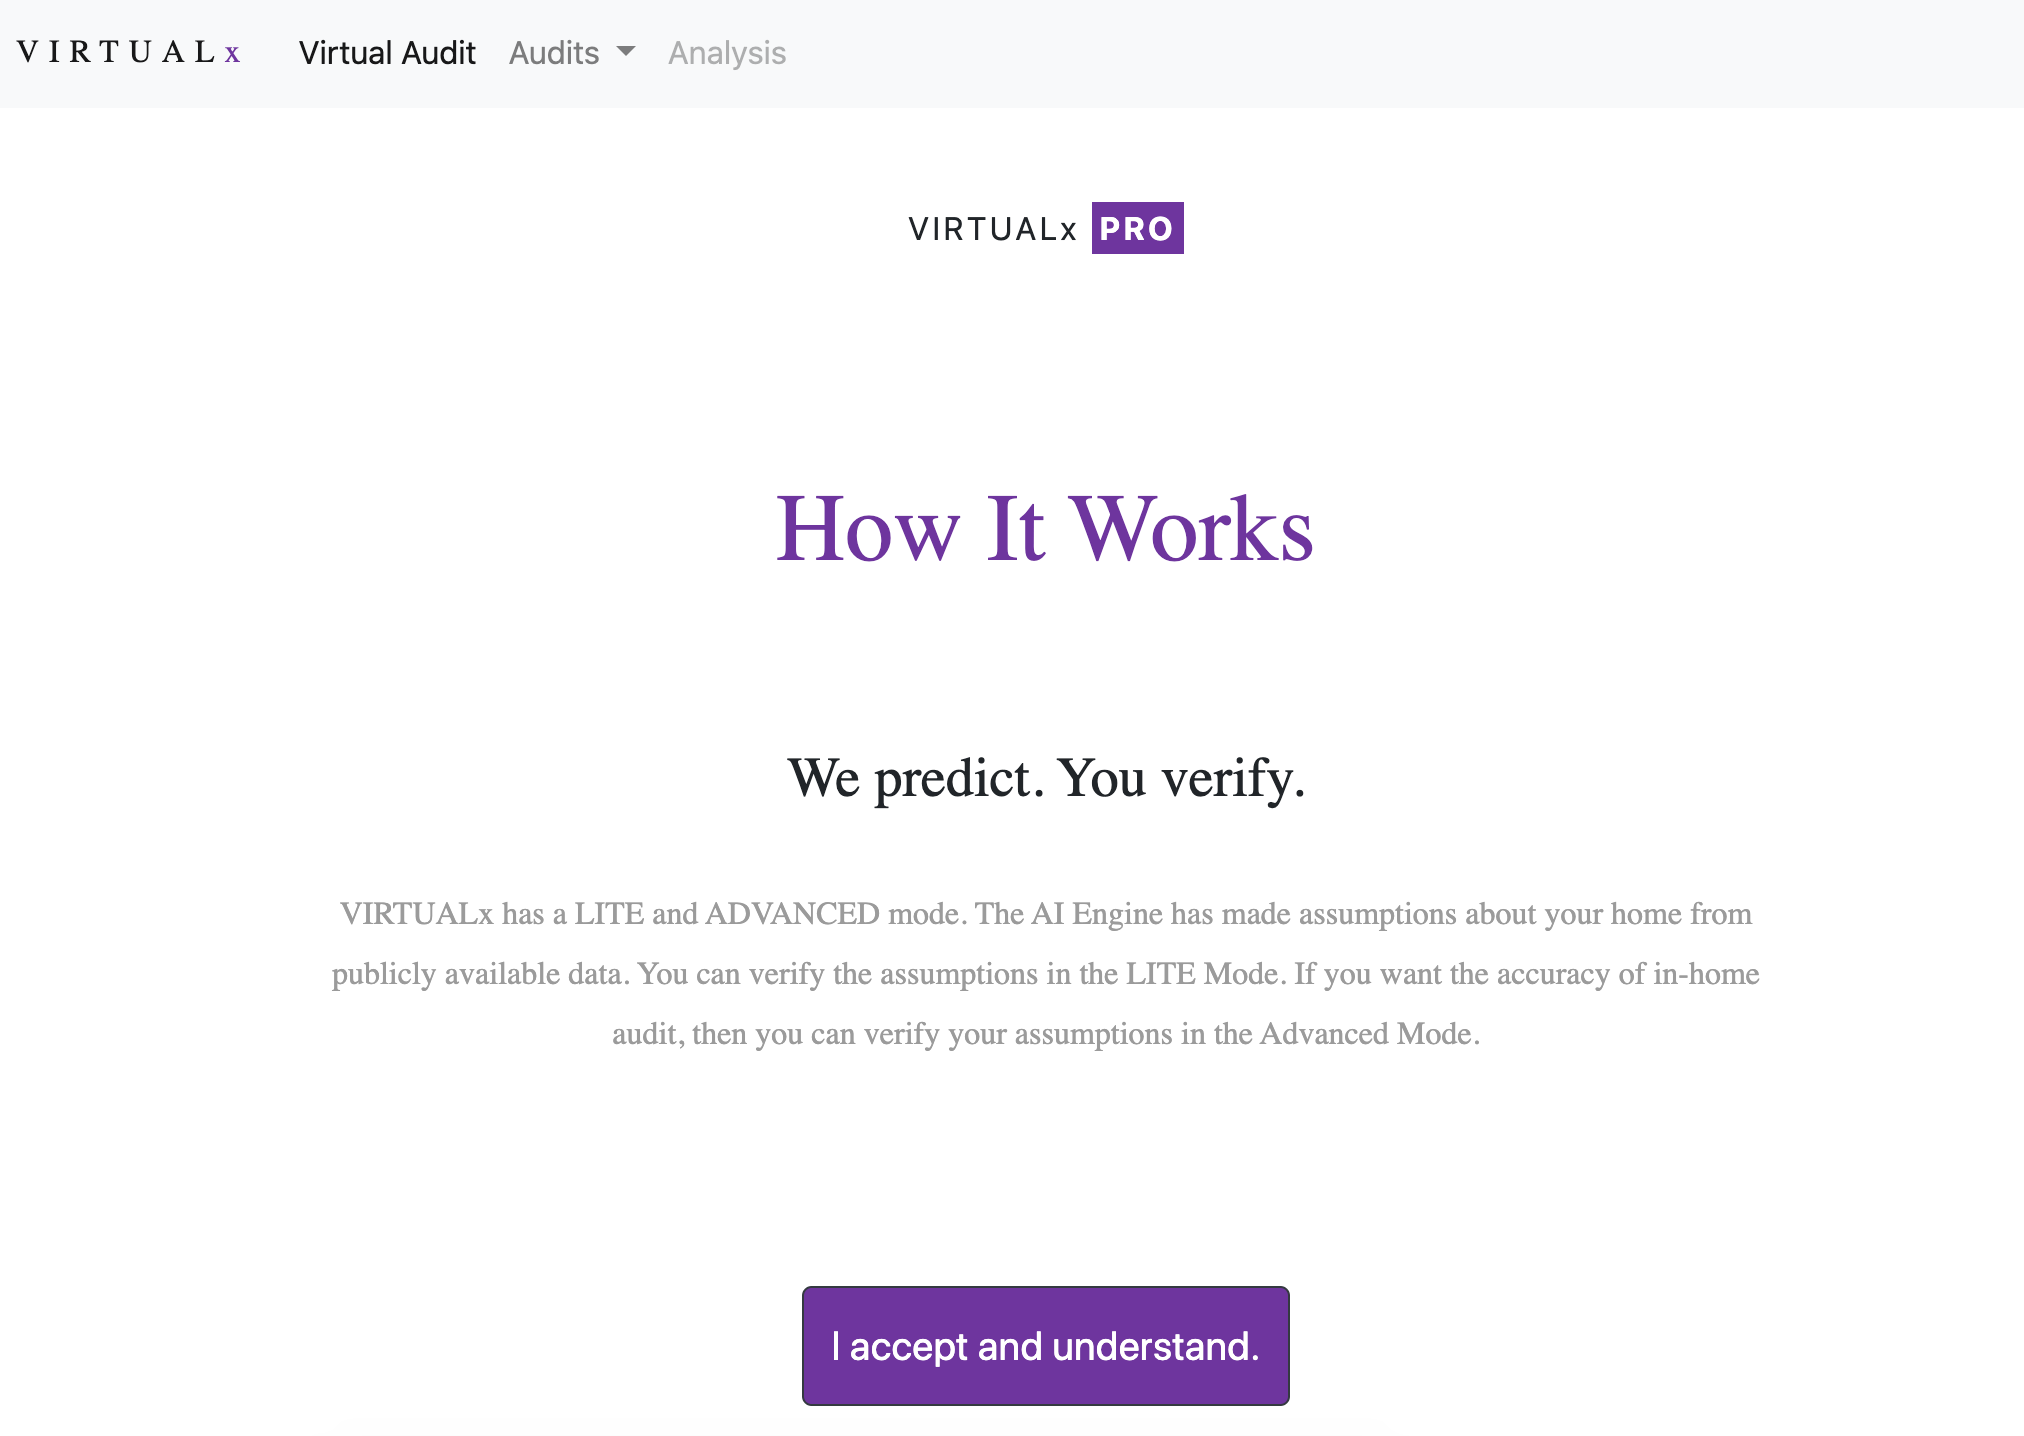 VIRTUALx Virtual Audit Audits Analysis
VIRTUALx PRO
How It Works
We predict. You verify.
VIRTUALx has a LITE and ADVANCED mode. The AI Engine has made assumptions about your home from
publicly available data. You can verify the assumptions in the LITE Mode. If you want the accuracy of in-home
audit, then you can verify your assumptions in the Advanced Mode.
I accept and understand.